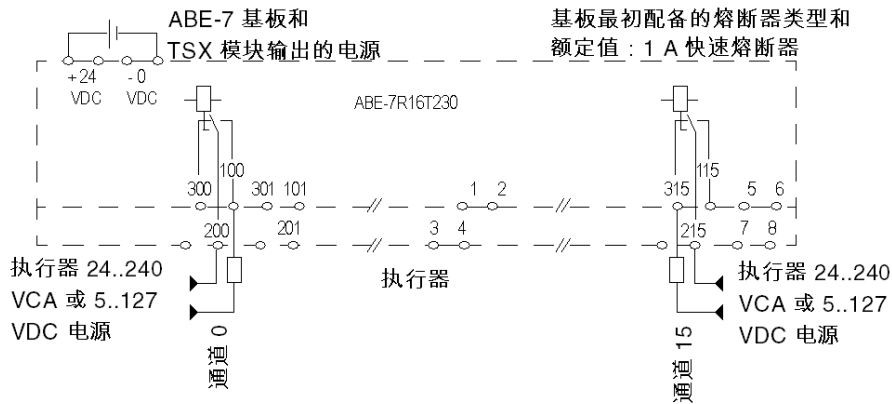 ABE-7 基板和
TSX 模块输出的电源
基板最初配备的熔断器类型和
额定值 : 1 A 快速熔断器
+24 - 0
VDC VDC
ABE-7R16T230
300 100 301 101 1 2 315 115 5 6
200 201 3 4 215 7 8
执行器 24..240
VCA 或 5..127
VDC 电源
通道 0
执行器
通道 15
执行器 24..240
VCA 或 5..127
VDC 电源